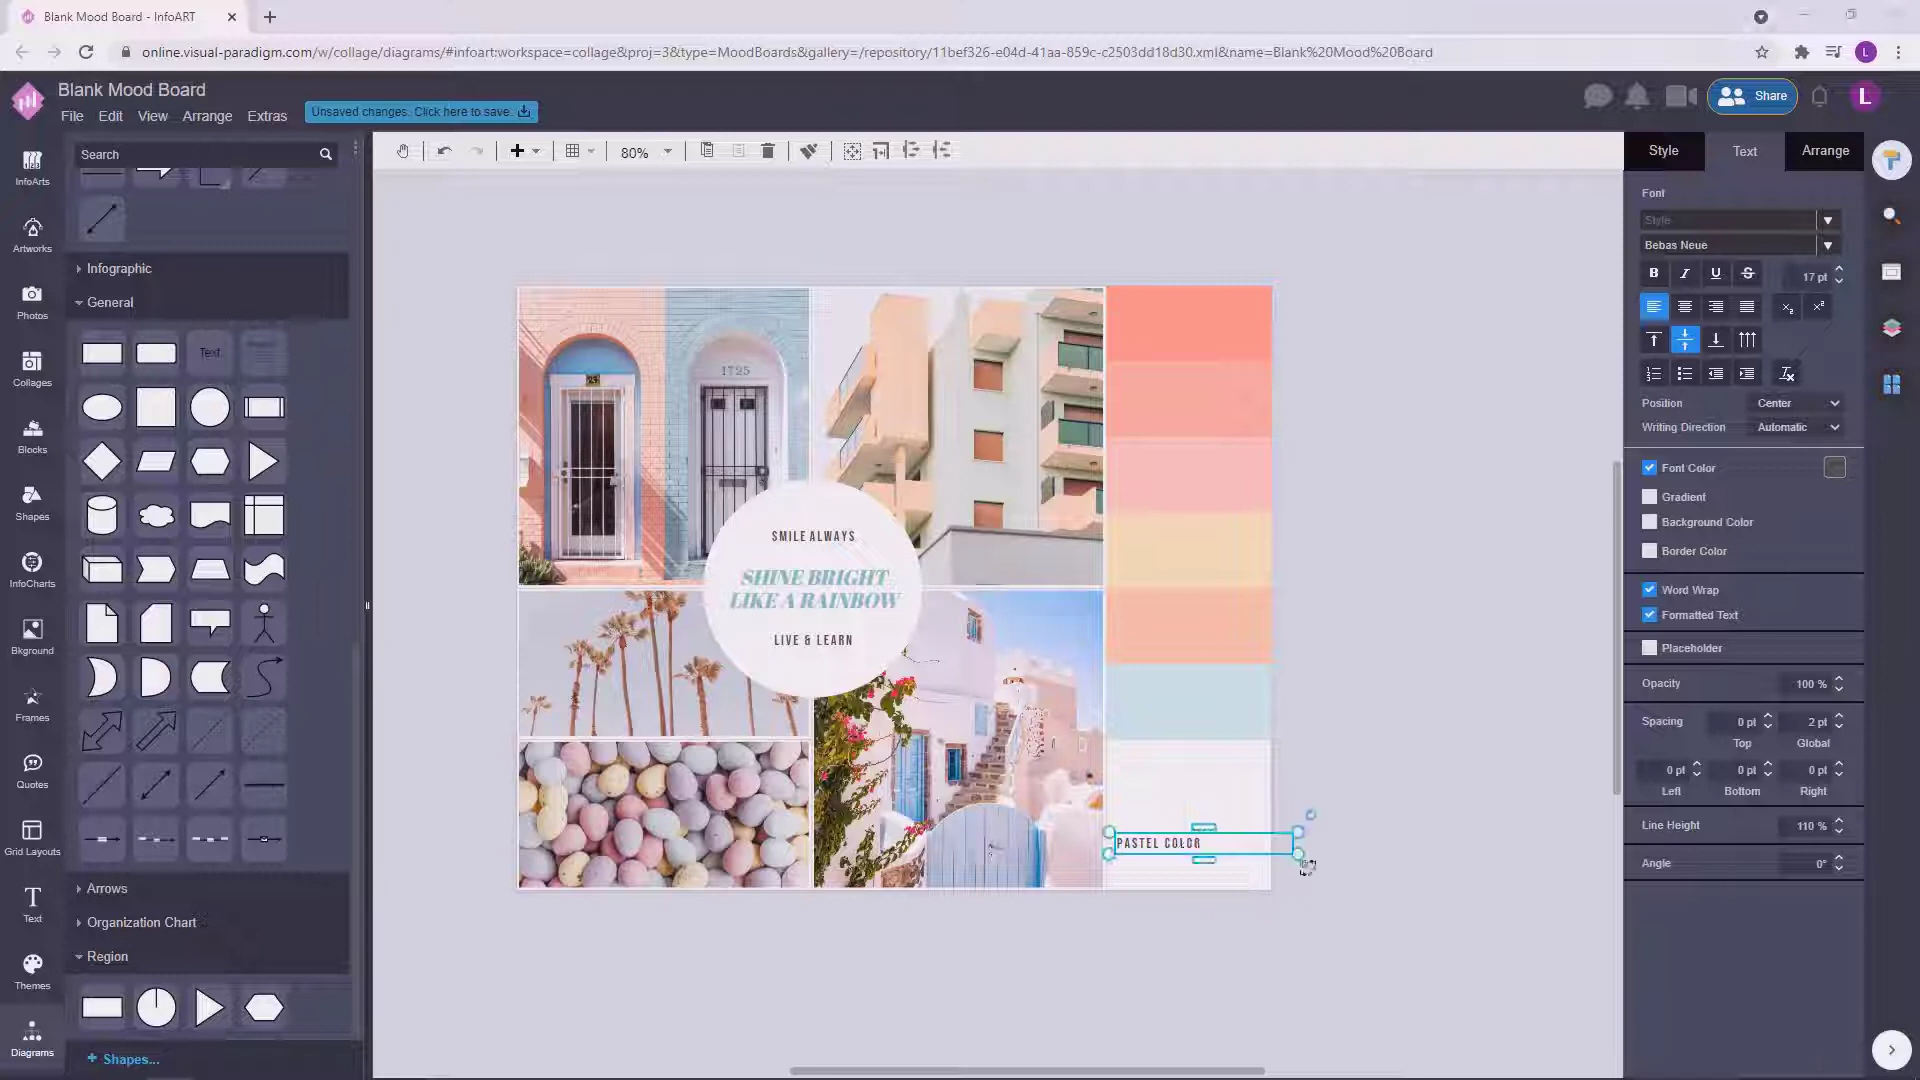 Blank Mood Board - InfoART
online.visual-paradigm.com/w/collage/diagrams/#infoart:workspace=collage&proj=3&type=MoodBoards&gallery=/repository/11bef326-e04d-41aa-859c-c2503dd18d30.xml&name=Blank%20Mood%20Board
L
Blank Mood Board
File Edit View Arrange Extras
Unsaved changes. Click here to save.
Share
L
Search
80%
Style Text Arrange
InfoArts
Artworks
Photos
Collages
Blocks
Shapes
InfoCharts
Bkground
Frames
Quotes
Grid Layouts
Text
Themes
Diagrams
Infographic
General
Text
Arrows
Organization Chart
Region
+ Shapes...
1725
SMILE ALWAYS
SHINE BRIGHT
LIKE A RAINBOW
LIVE & LEARN
PASTEL COLOR
Font
Style
Bebas Neue
B I U S 17 pt
Position Center
Writing Direction Automatic
Font Color
Gradient
Background Color
Border Color
Word Wrap
Formatted Text
Placeholder
Opacity 100 %
Spacing 0 pt 2 pt
Top Global
0 pt 0 pt 0 pt
Left Bottom Right
Line Height 110 %
Angle 0°